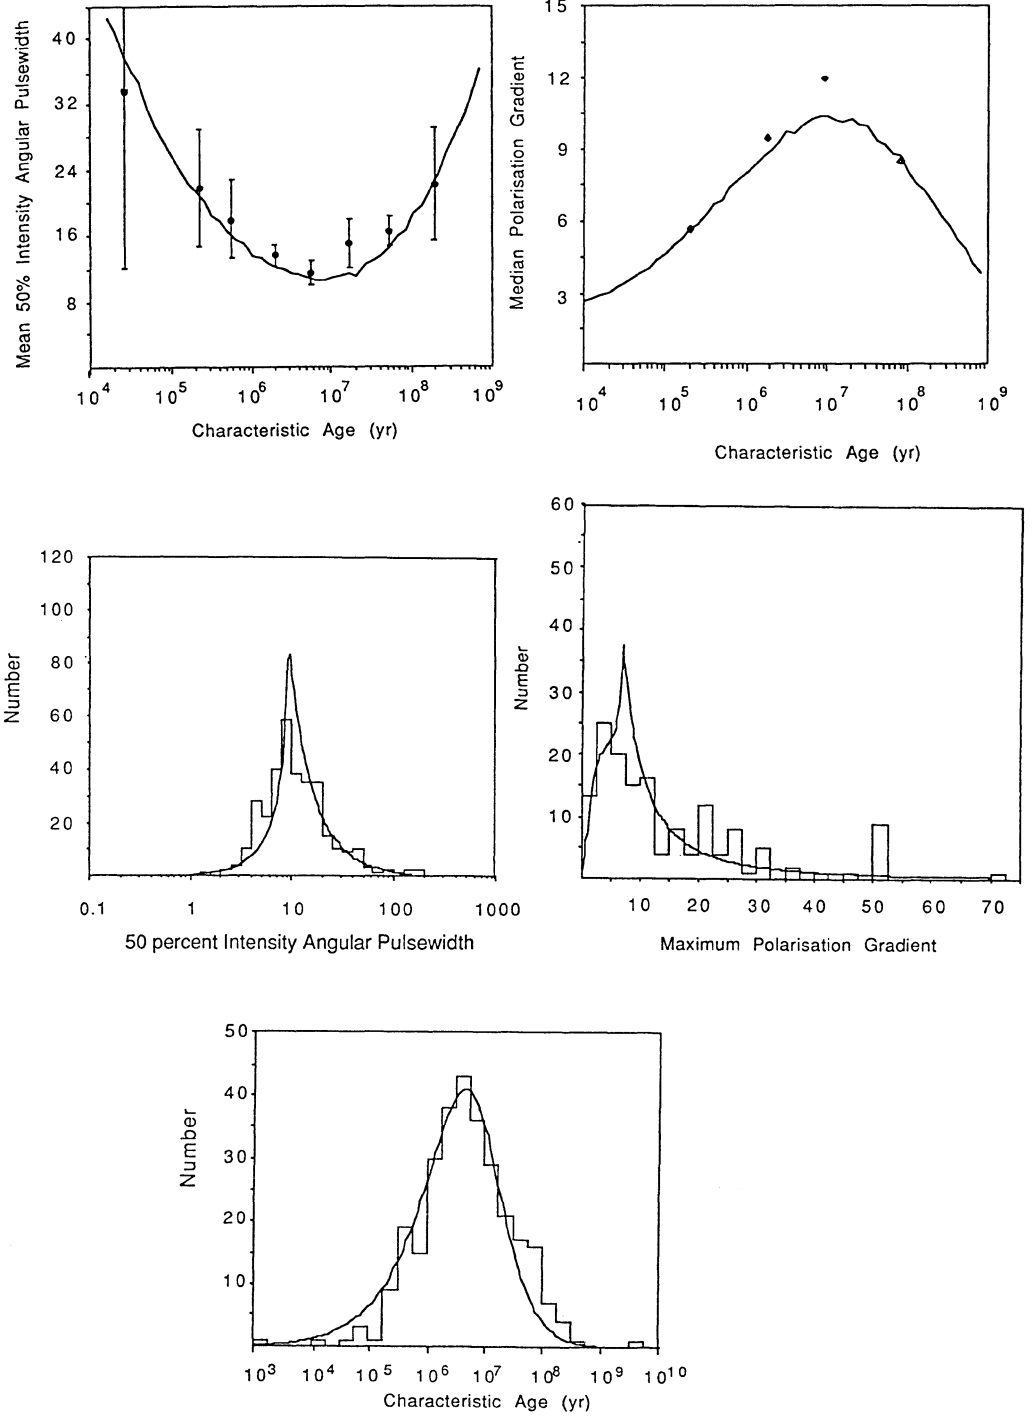 Mean 50% Intensity Angular Pulsewidth
40
32
24
16
8
10^4 10^5 10^6 10^7 10^8 10^9
Characteristic Age (yr)
Median Polarisation Gradient
15
12
9
6
3
10^4 10^5 10^6 10^7 10^8 10^9
Characteristic Age (yr)
Number
120
100
80
60
40
20
0.1 1 10 100 1000
50 percent Intensity Angular Pulsewidth
Number
60
50
40
30
20
10
10 20 30 40 50 60 70
Maximum Polarisation Gradient
Number
50
40
30
20
10
10^3 10^4 10^5 10^6 10^7 10^8 10^9 10^10
Characteristic Age (yr)